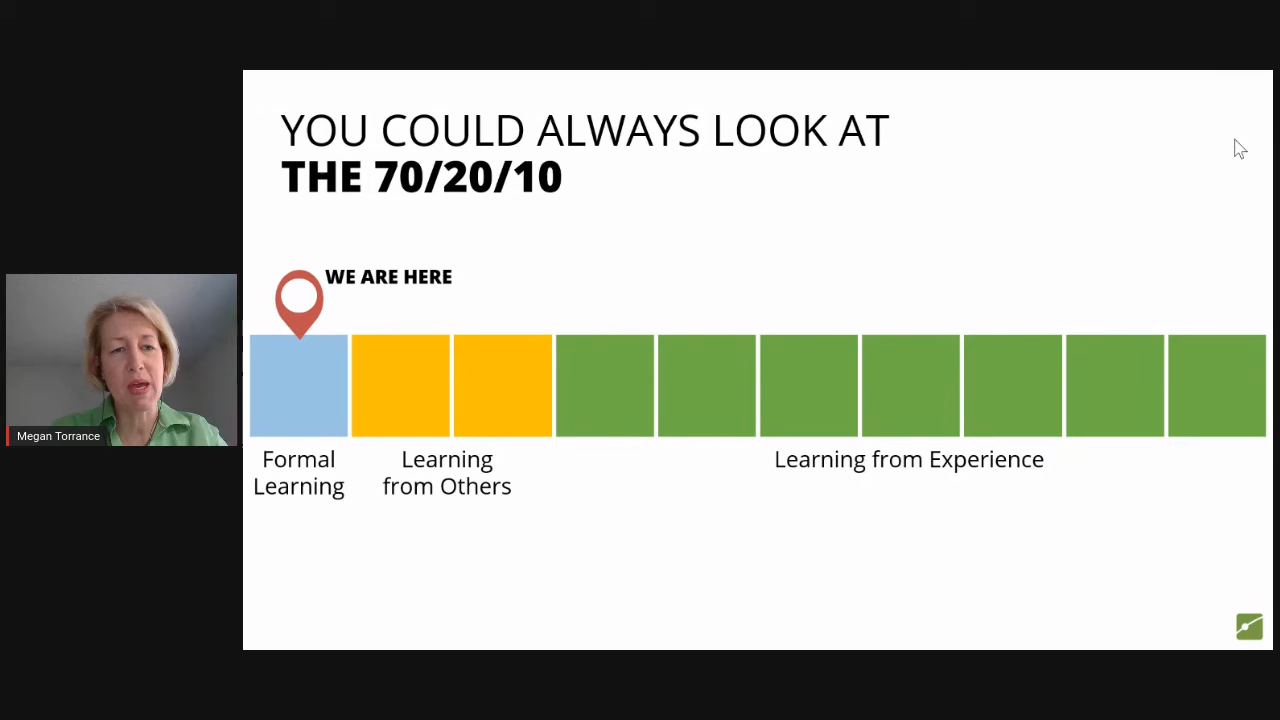 YOU COULD ALWAYS LOOK AT
THE 70/20/10
WE ARE HERE
Megan Torrance
Formal
Learning
Learning
from Others
Learning from Experience